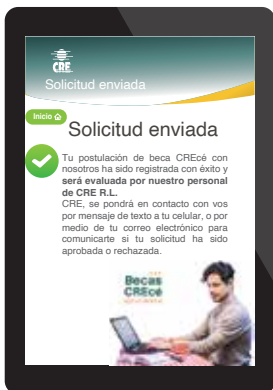 CRE
Solicitud enviada
Inicio
Solicitud enviada
Tu postulación de beca CREcé con
nosotros ha sido registrada con éxito y
será evaluada por nuestro personal
de CRE R.L.
CRE, se pondrá en contacto con vos
por mensaje de texto a tu celular, o por
medio de tu correo electrónico para
comunicarte si tu solicitud ha sido
aprobada o rechazada.
Becas
CREcé